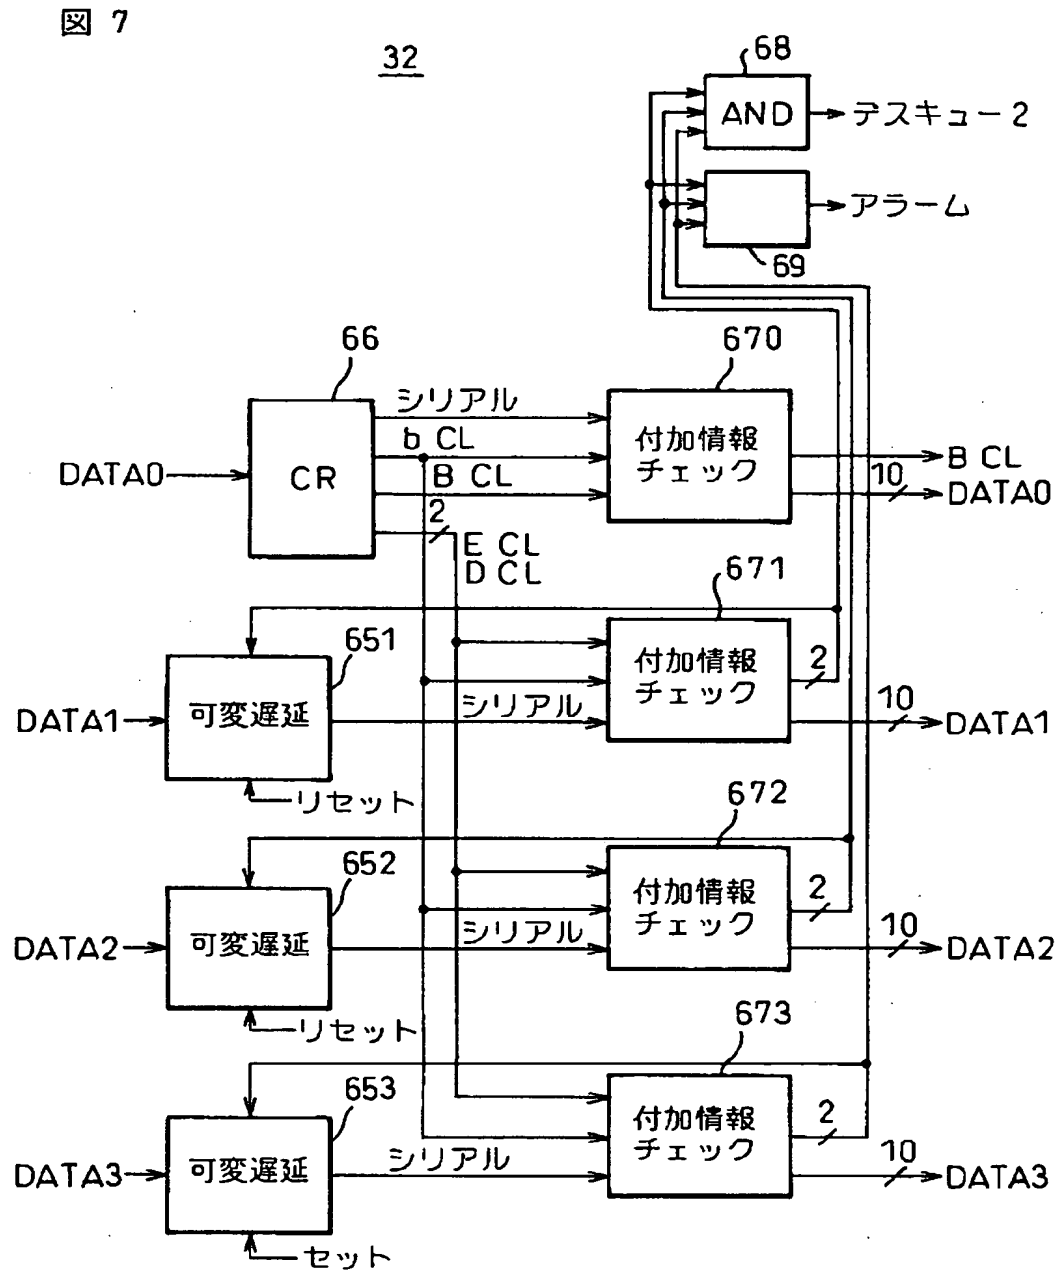 図 7
32
68
AND
デスキュー2
アラーム
69
66
670
シリアル
b CL
B CL
2
E CL
D CL
DATA0
CR
付加情報
チェック
B CL
10
DATA0
671
651
付加情報
チェック
2
DATA1
可変遅延
シリアル
10
DATA1
リセット
672
652
付加情報
チェック
2
DATA2
可変遅延
シリアル
10
DATA2
リセット
673
653
付加情報
チェック
2
DATA3
可変遅延
シリアル
10
DATA3
セット